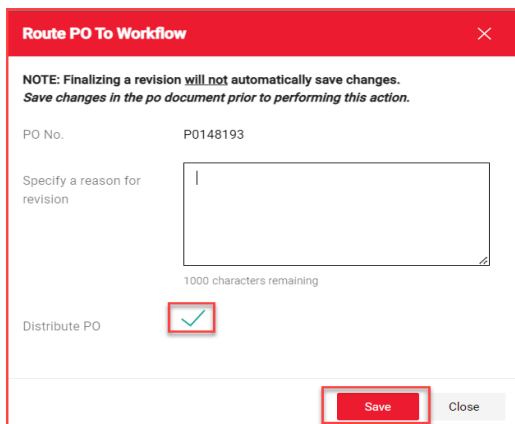 Route PO To Workflow
NOTE: Finalizing a revision will not automatically save changes.
Save changes in the po document prior to performing this action.
PO No. P0148193
Specify a reason for
revision
1000 characters remaining
Distribute PO
Save Close